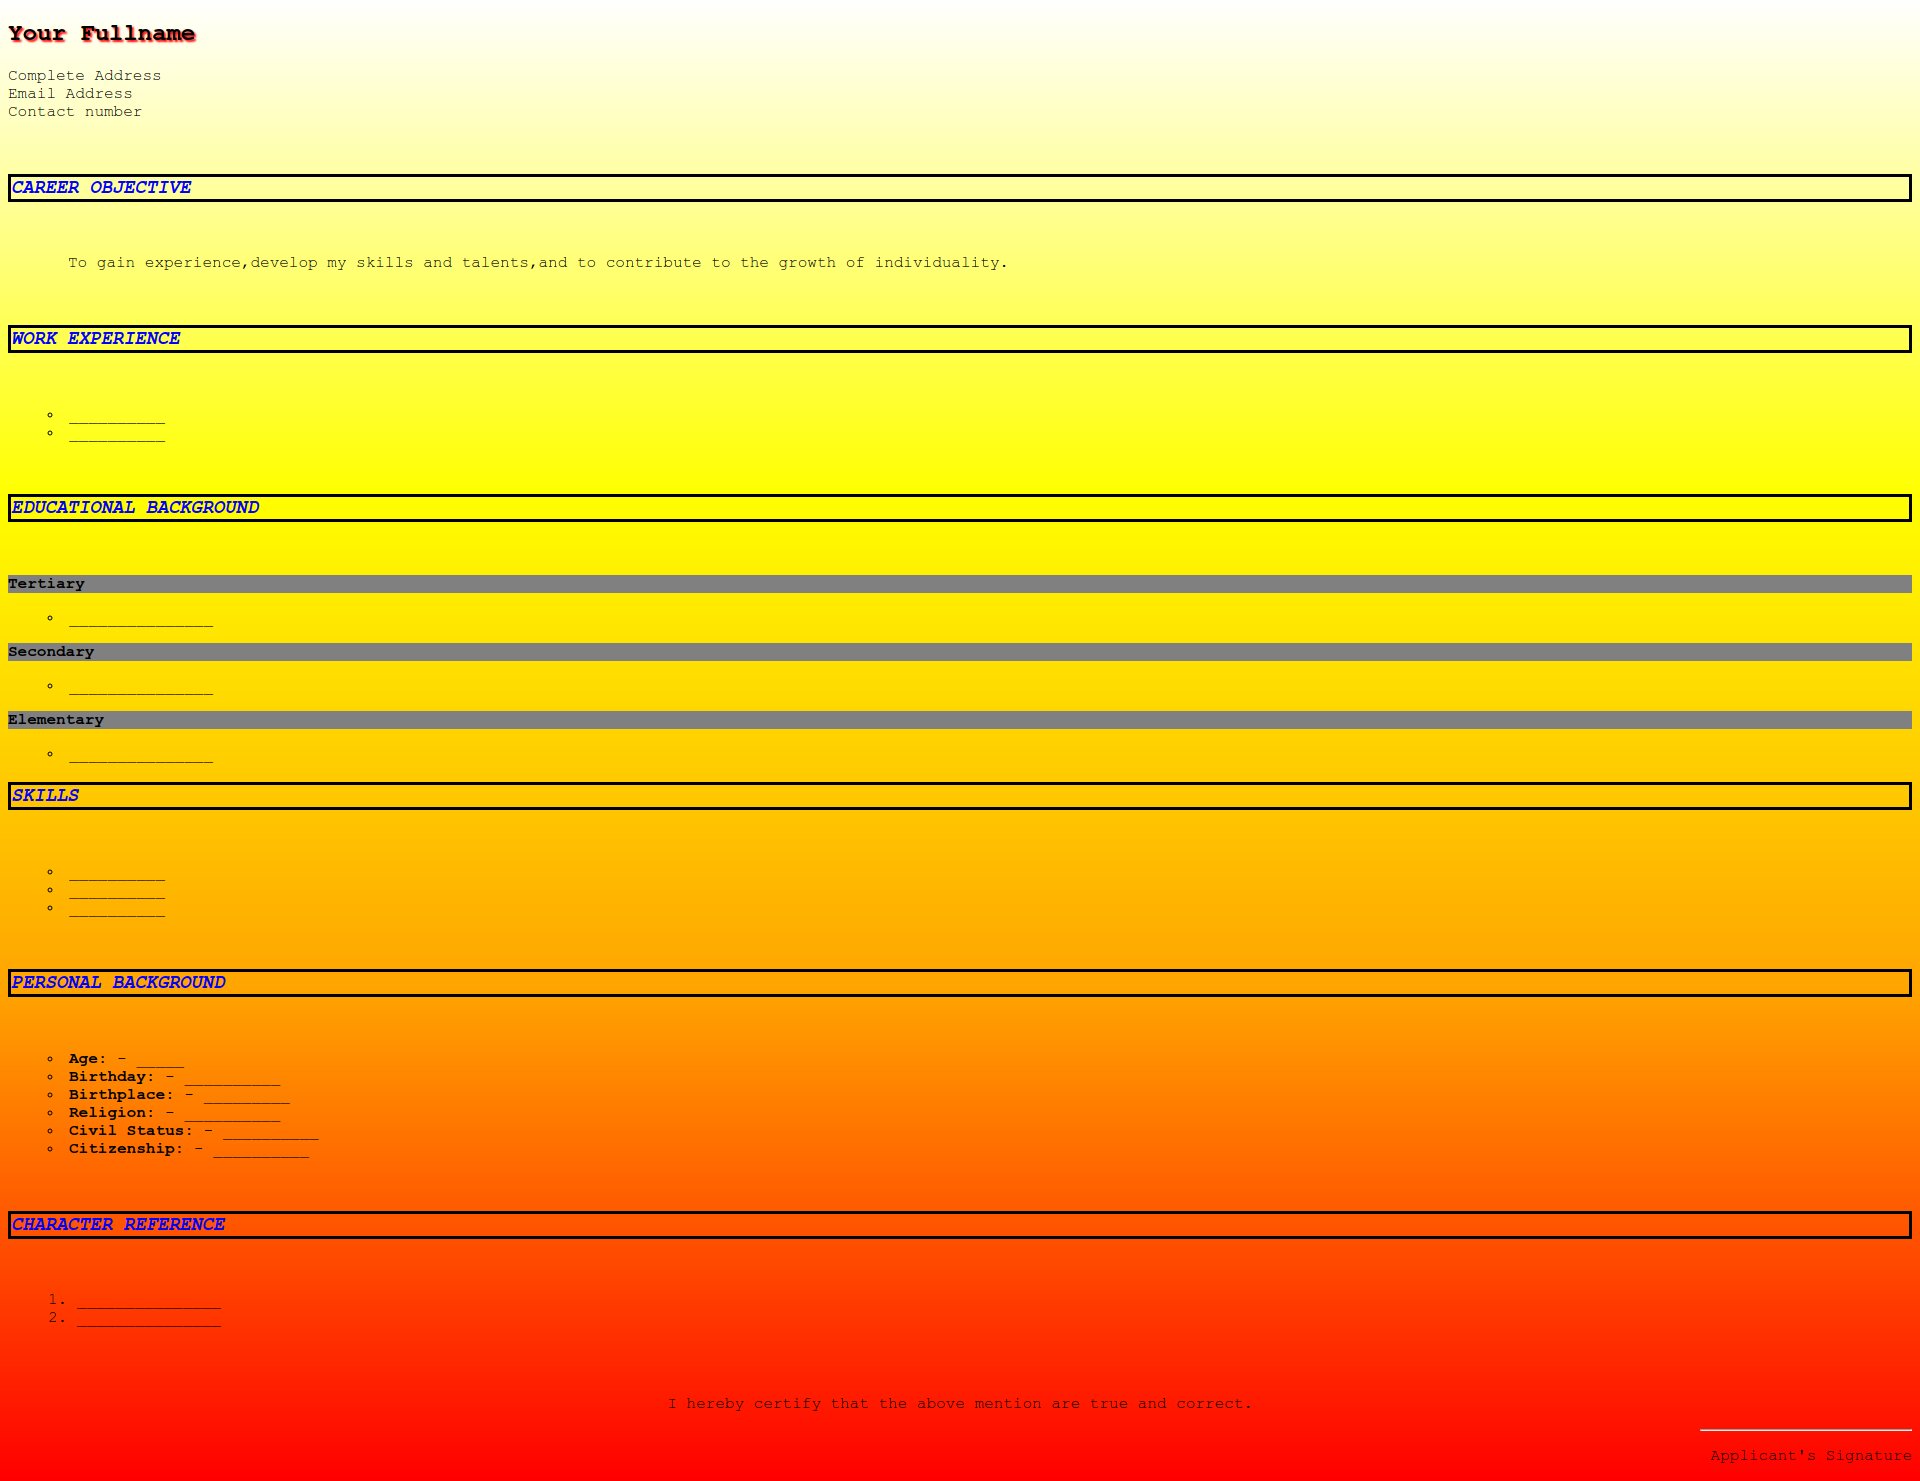 Your Fullname
Complete Address
Email Address
Contact number
CAREER OBJECTIVE
To gain experience,develop my skills and talents,and to contribute to the growth of individuality.
WORK EXPERIENCE
__________
__________
EDUCATIONAL BACKGROUND
Tertiary
_______________
Secondary
_______________
Elementary
_______________
SKILLS
__________
__________
__________
PERSONAL BACKGROUND
Age: - _____
Birthday: - __________
Birthplace: - _________
Religion: - __________
Civil Status: - __________
Citizenship: - __________
CHARACTER REFERENCE
1. _______________
2. _______________
I hereby certify that the above mention are true and correct.
Applicant's Signature